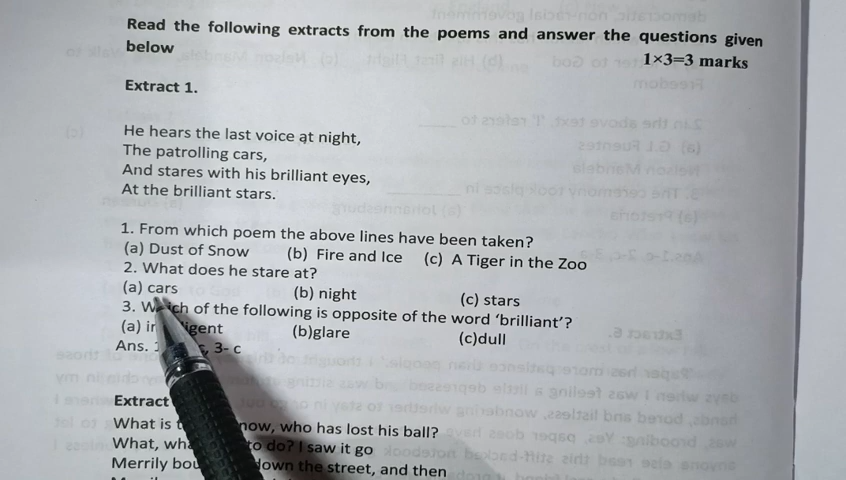 Read the following extracts from the poems and answer the questions given
below 1×3=3 marks
Extract 1.
He hears the last voice at night,
The patrolling cars,
And stares with his brilliant eyes,
At the brilliant stars.
1. From which poem the above lines have been taken?
(a) Dust of Snow (b) Fire and Ice (c) A Tiger in the Zoo
2. What does he stare at?
(a) cars (b) night (c) stars
3. Which of the following is opposite of the word ‘brilliant’?
(a) (b)glare (c)dull
Ans. 3- c
Extract
What is now, who has lost his ball?
What, to do? I saw it go
Merrily down the street, and then